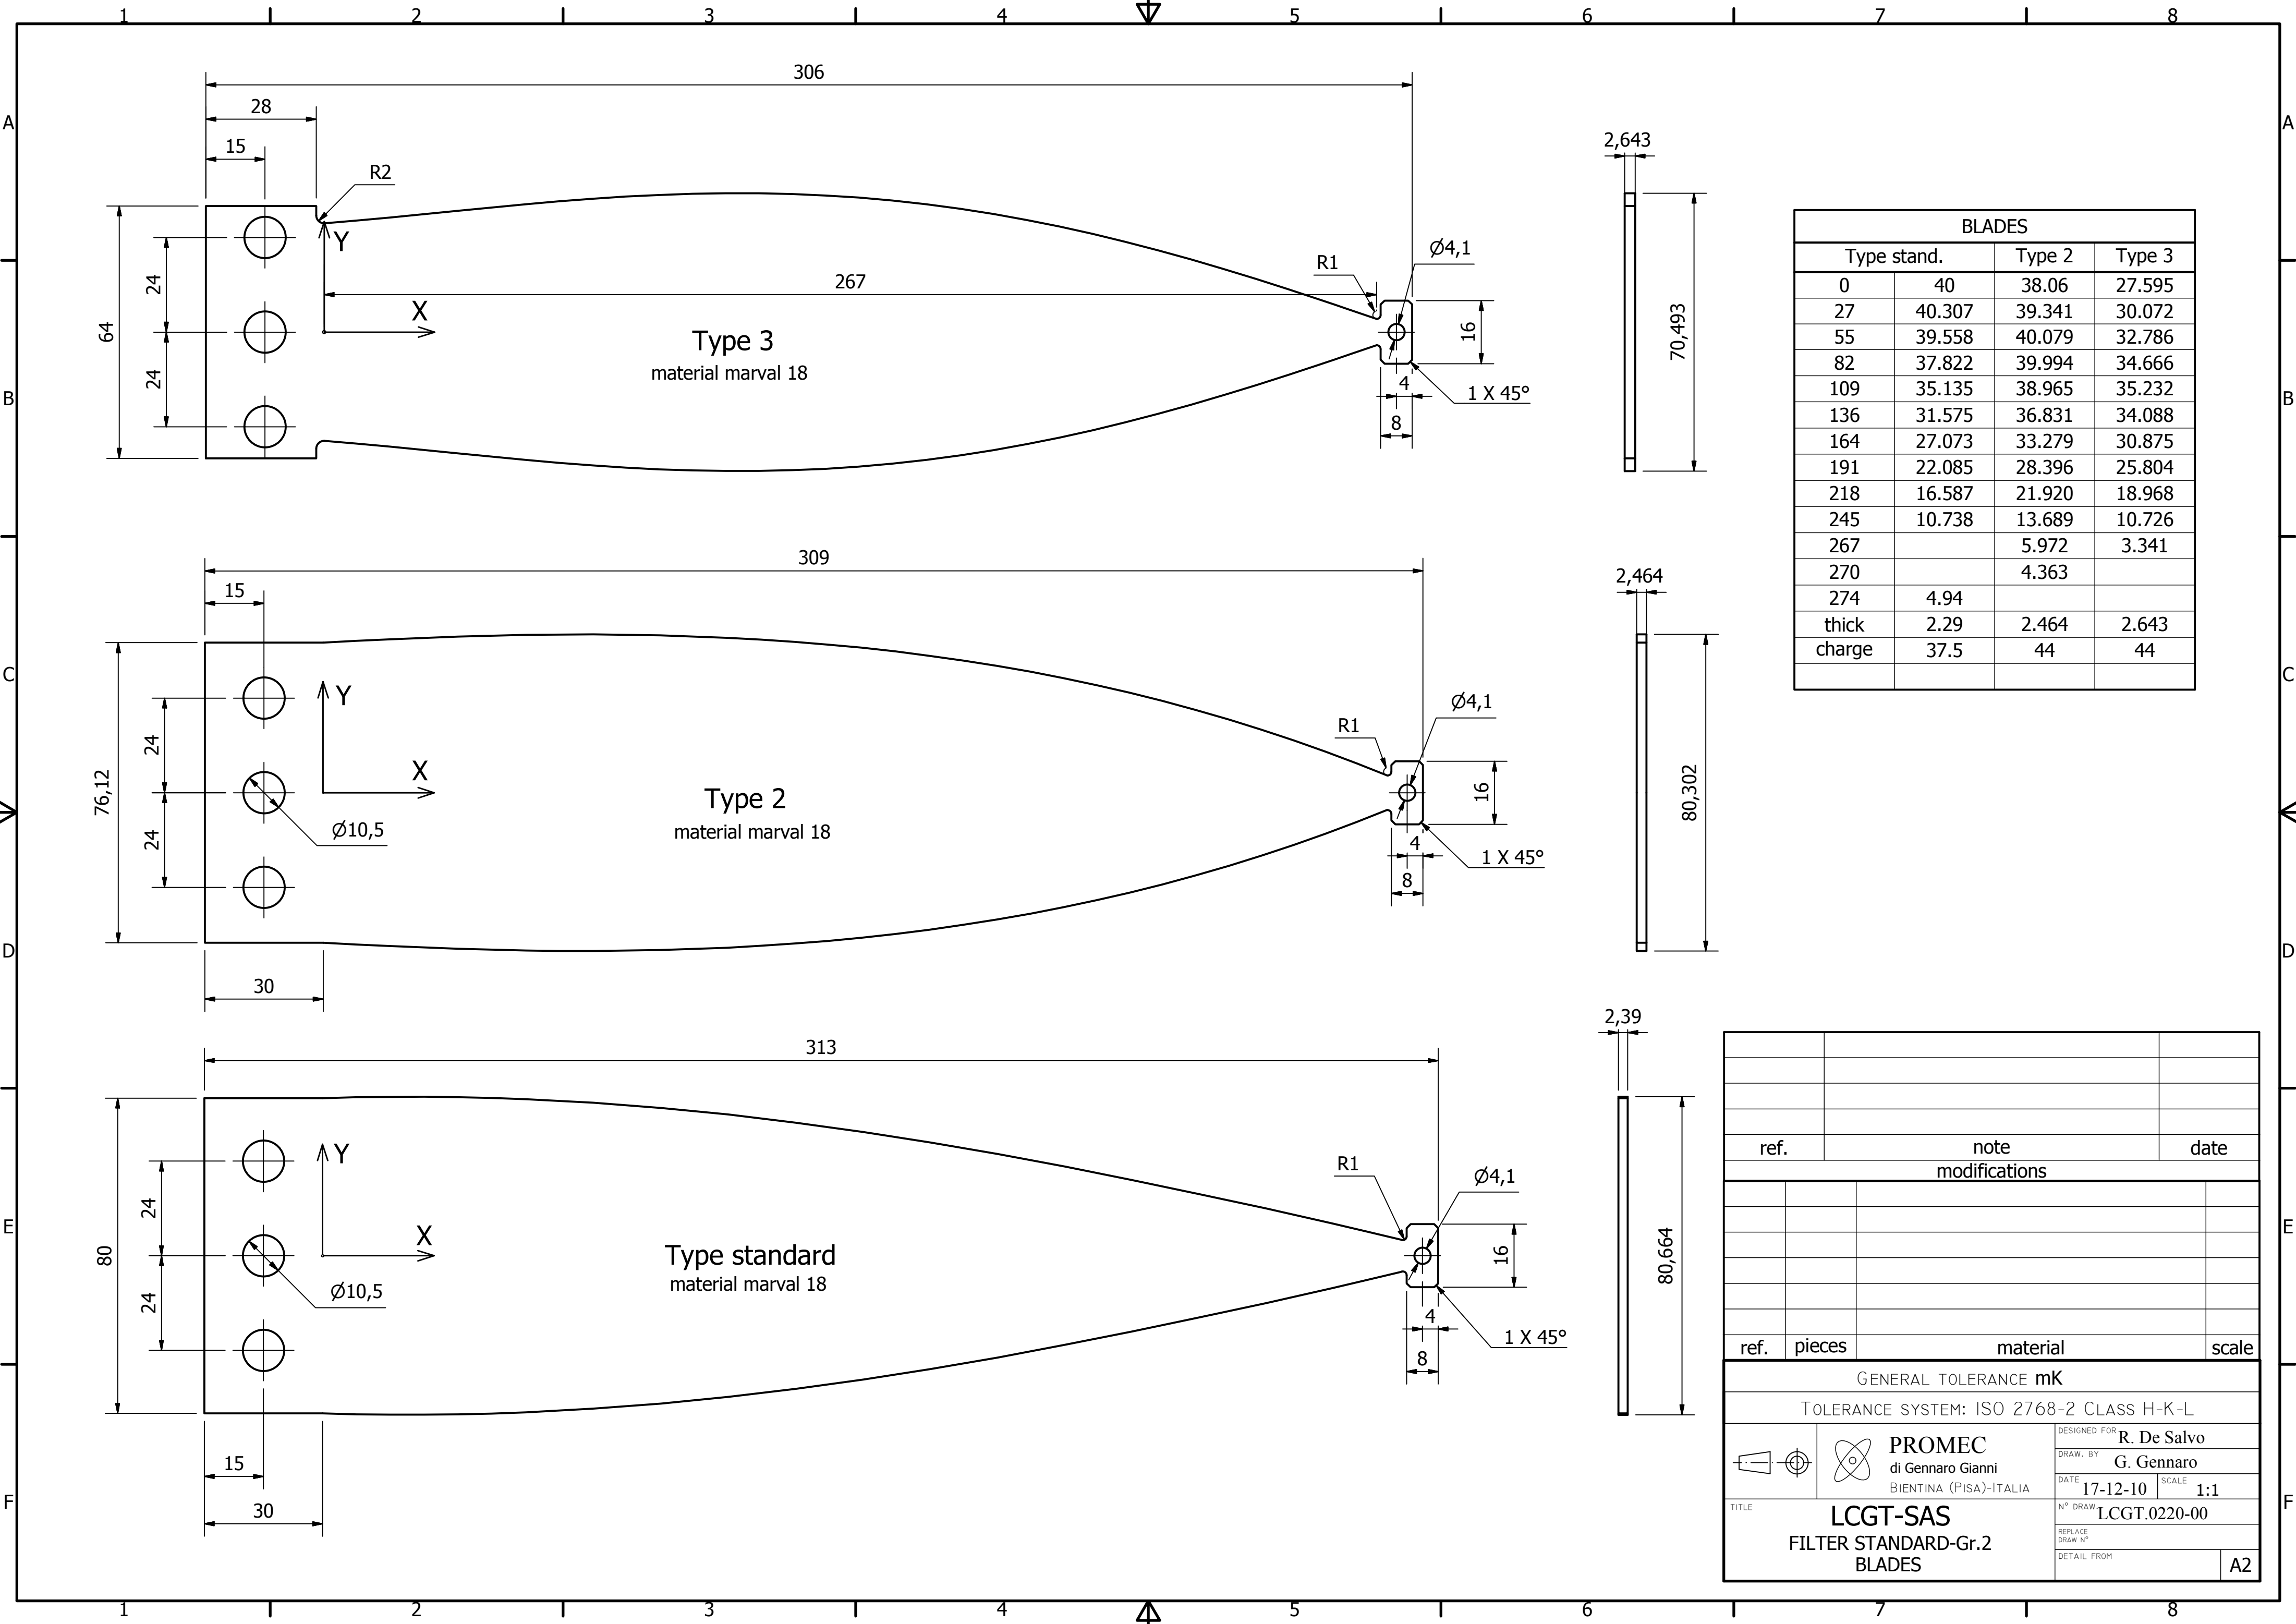 1 2 3 4 5 6 7 8
A
B
C
D
E
F
306
28
15
R2
64
24
24
Y
X
267
R1
Ø4,1
Type 3
material marval 18
16
4
8
1 X 45°
2,643
70,493
309
15
76,12
24
24
Y
X
Ø10,5
30
Type 2
material marval 18
R1
Ø4,1
16
4
8
1 X 45°
2,464
80,302
313
80
24
24
Y
X
Ø10,5
15
30
Type standard
material marval 18
R1
Ø4,1
16
4
8
1 X 45°
2,39
80,664
BLADES
Type stand. Type 2 Type 3
0 40 38.06 27.595
27 40.307 39.341 30.072
55 39.558 40.079 32.786
82 37.822 39.994 34.666
109 35.135 38.965 35.232
136 31.575 36.831 34.088
164 27.073 33.279 30.875
191 22.085 28.396 25.804
218 16.587 21.920 18.968
245 10.738 13.689 10.726
267 5.972 3.341
270 4.363
274 4.94
thick 2.29 2.464 2.643
charge 37.5 44 44
ref. note date
modifications
ref. pieces material scale
GENERAL TOLERANCE mK
TOLERANCE SYSTEM: ISO 2768-2 CLASS H-K-L
PROMEC
di Gennaro Gianni
BIENTINA (PISA)-ITALIA
DESIGNED FOR R. De Salvo
DRAW. BY G. Gennaro
DATE 17-12-10 SCALE 1:1
TITLE
LCGT-SAS
FILTER STANDARD-Gr.2
BLADES
N° DRAW. LCGT.0220-00
REPLACE
DRAW N°
DETAIL FROM
A2
A
B
C
D
E
F
1 2 3 4 5 6 7 8